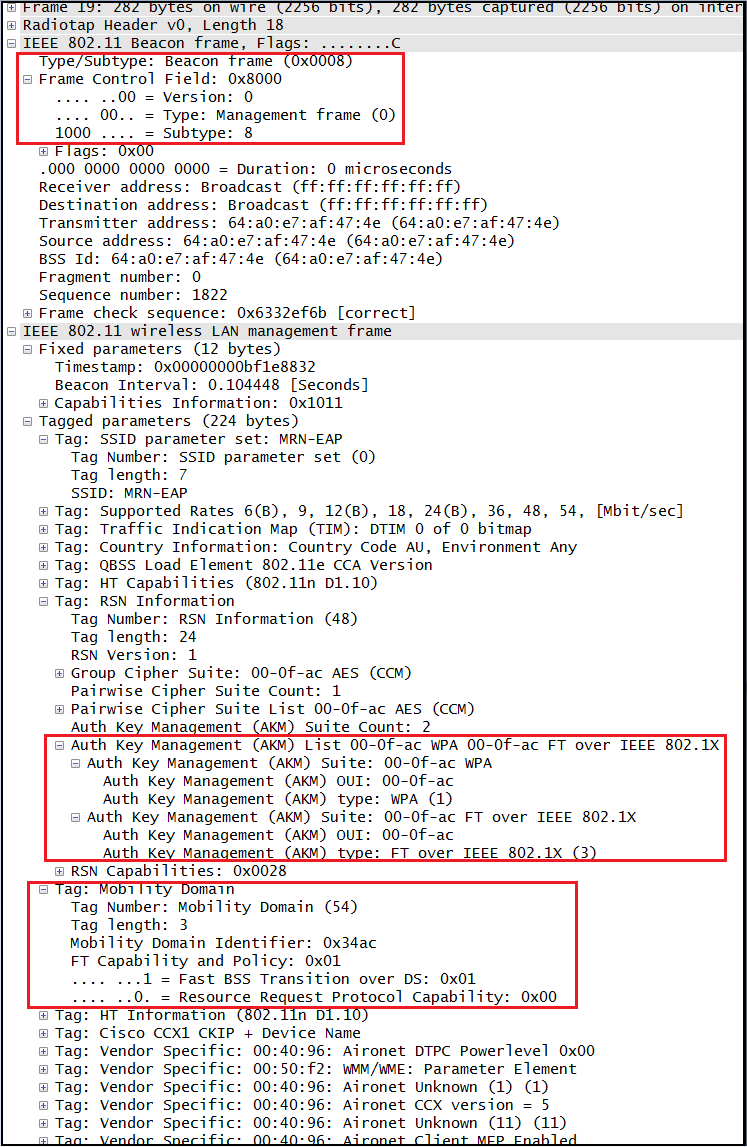 Frame 19: 282 bytes on wire (2256 bits), 282 bytes captured (2256 bits) on inter
Radiotap Header v0, Length 18
IEEE 802.11 Beacon frame, Flags: ........C
Type/Subtype: Beacon frame (0x0008)
Frame Control Field: 0x8000
.... ..00 = Version: 0
.... 00.. = Type: Management frame (0)
1000 .... = Subtype: 8
Flags: 0x00
.000 0000 0000 0000 = Duration: 0 microseconds
Receiver address: Broadcast (ff:ff:ff:ff:ff:ff)
Destination address: Broadcast (ff:ff:ff:ff:ff:ff)
Transmitter address: 64:a0:e7:af:47:4e (64:a0:e7:af:47:4e)
Source address: 64:a0:e7:af:47:4e (64:a0:e7:af:47:4e)
BSS Id: 64:a0:e7:af:47:4e (64:a0:e7:af:47:4e)
Fragment number: 0
Sequence number: 1822
Frame check sequence: 0x6332ef6b [correct]
IEEE 802.11 wireless LAN management frame
Fixed parameters (12 bytes)
Timestamp: 0x00000000bf1e8832
Beacon Interval: 0.104448 [Seconds]
Capabilities Information: 0x1011
Tagged parameters (224 bytes)
Tag: SSID parameter set: MRN-EAP
Tag Number: SSID parameter set (0)
Tag length: 7
SSID: MRN-EAP
Tag: Supported Rates 6(B), 9, 12(B), 18, 24(B), 36, 48, 54, [Mbit/sec]
Tag: Traffic Indication Map (TIM): DTIM 0 of 0 bitmap
Tag: Country Information: Country Code AU, Environment Any
Tag: QBSS Load Element 802.11e CCA Version
Tag: HT Capabilities (802.11n D1.10)
Tag: RSN Information
Tag Number: RSN Information (48)
Tag length: 24
RSN Version: 1
Group Cipher Suite: 00-0f-ac AES (CCM)
Pairwise Cipher Suite Count: 1
Pairwise Cipher Suite List 00-0f-ac AES (CCM)
Auth Key Management (AKM) Suite Count: 2
Auth Key Management (AKM) List 00-0f-ac WPA 00-0f-ac FT over IEEE 802.1X
Auth Key Management (AKM) Suite: 00-0f-ac WPA
Auth Key Management (AKM) OUI: 00-0f-ac
Auth Key Management (AKM) type: WPA (1)
Auth Key Management (AKM) Suite: 00-0f-ac FT over IEEE 802.1X
Auth Key Management (AKM) OUI: 00-0f-ac
Auth Key Management (AKM) type: FT over IEEE 802.1X (3)
RSN Capabilities: 0x0028
Tag: Mobility Domain
Tag Number: Mobility Domain (54)
Tag length: 3
Mobility Domain Identifier: 0x34ac
FT Capability and Policy: 0x01
.... ...1 = Fast BSS Transition over DS: 0x01
.... ..0. = Resource Request Protocol Capability: 0x00
Tag: HT Information (802.11n D1.10)
Tag: Cisco CCX1 CKIP + Device Name
Tag: Vendor Specific: 00:40:96: Aironet DTPC Powerlevel 0x00
Tag: Vendor Specific: 00:50:f2: WMM/WME: Parameter Element
Tag: Vendor Specific: 00:40:96: Aironet Unknown (1) (1)
Tag: Vendor Specific: 00:40:96: Aironet CCX version = 5
Tag: Vendor Specific: 00:40:96: Aironet Unknown (11) (11)
Tag: Vendor Specific: 00:40:96: Aironet Client MFP Enabled